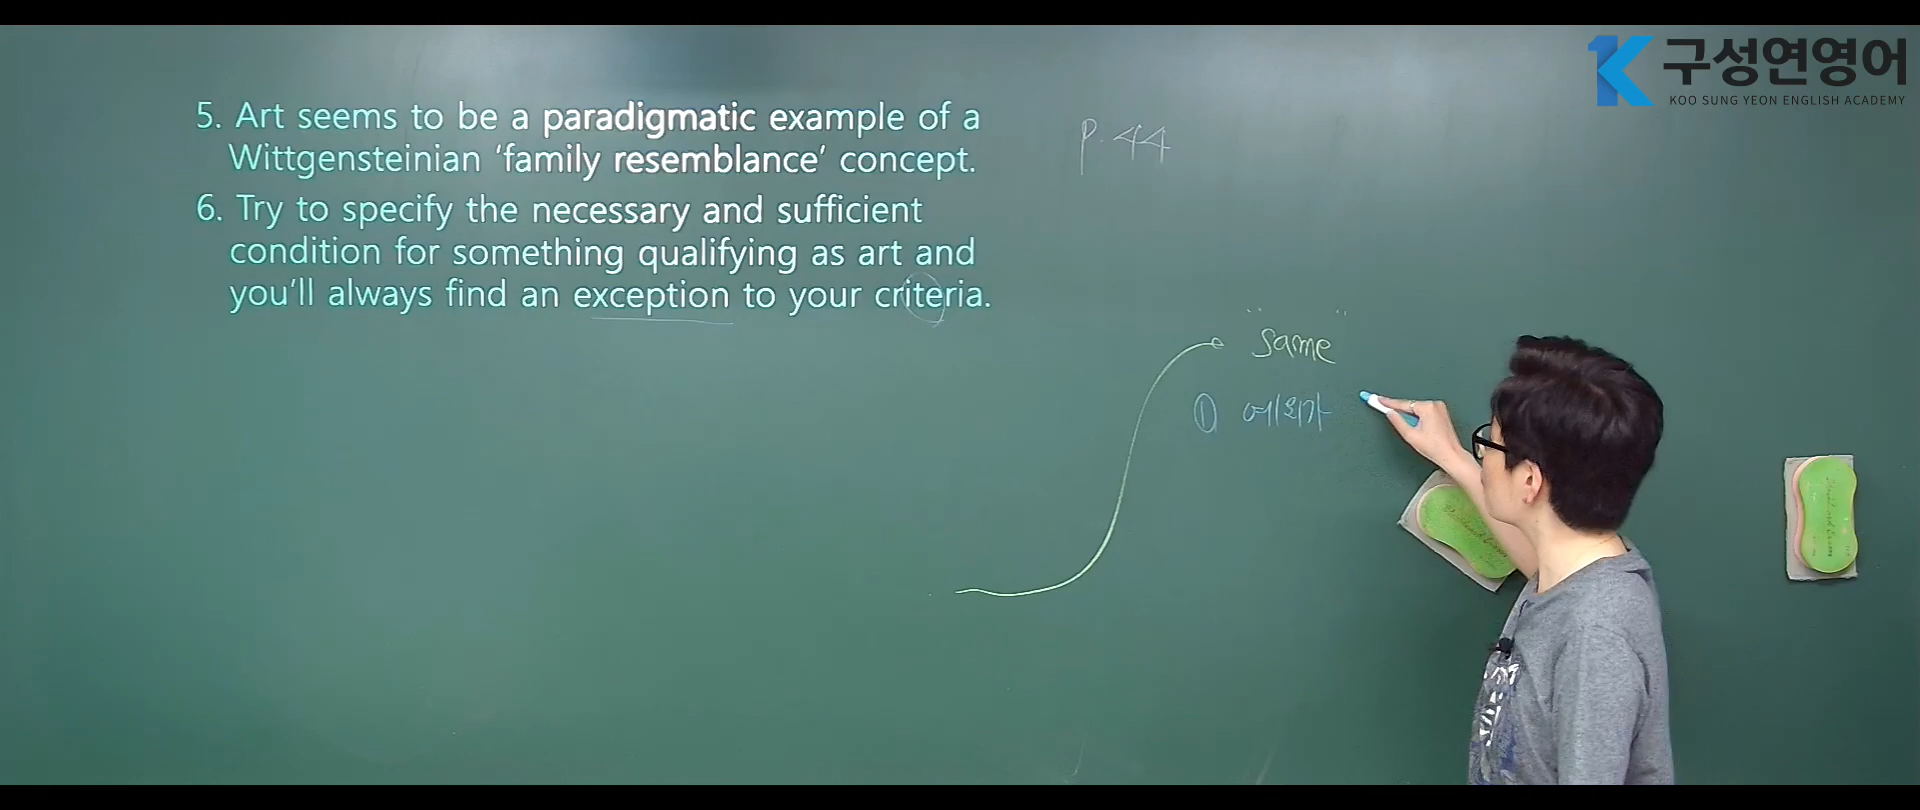 구성연영어
KOO SUNG YEON ENGLISH ACADEMY
5. Art seems to be a paradigmatic example of a
Wittgensteinian ‘family resemblance’ concept.
6. Try to specify the necessary and sufficient
condition for something qualifying as art and
you’ll always find an exception to your criteria.
p.44
"same"
① 예외가